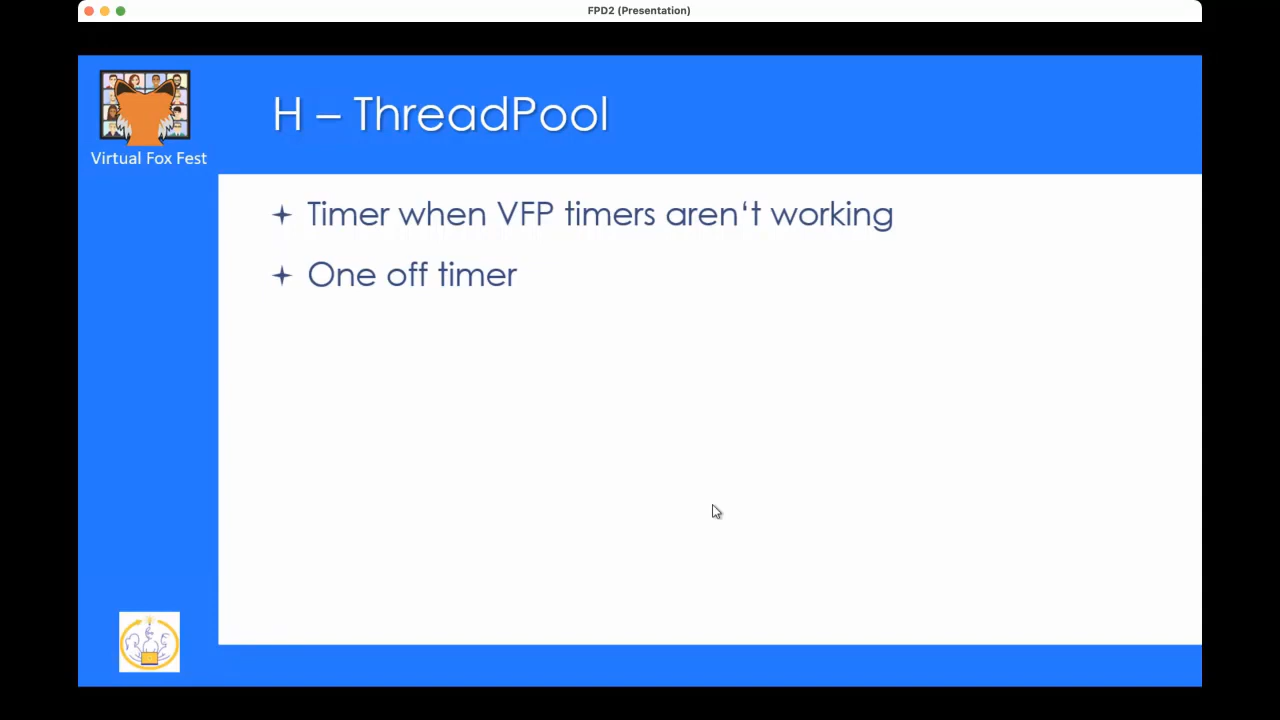 FPD2 (Presentation)
H – ThreadPool
Virtual Fox Fest
Timer when VFP timers aren‘t working
One off timer